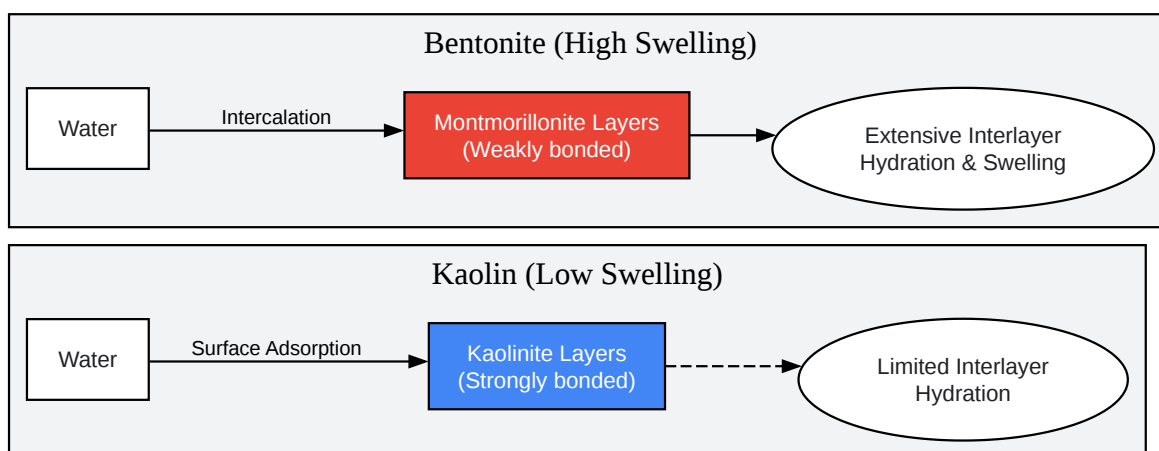 Bentonite (High Swelling)
Water
Intercalation
Montmorillonite Layers
(Weakly bonded)
Extensive Interlayer
Hydration & Swelling
Kaolin (Low Swelling)
Water
Surface Adsorption
Kaolinite Layers
(Strongly bonded)
Limited Interlayer
Hydration